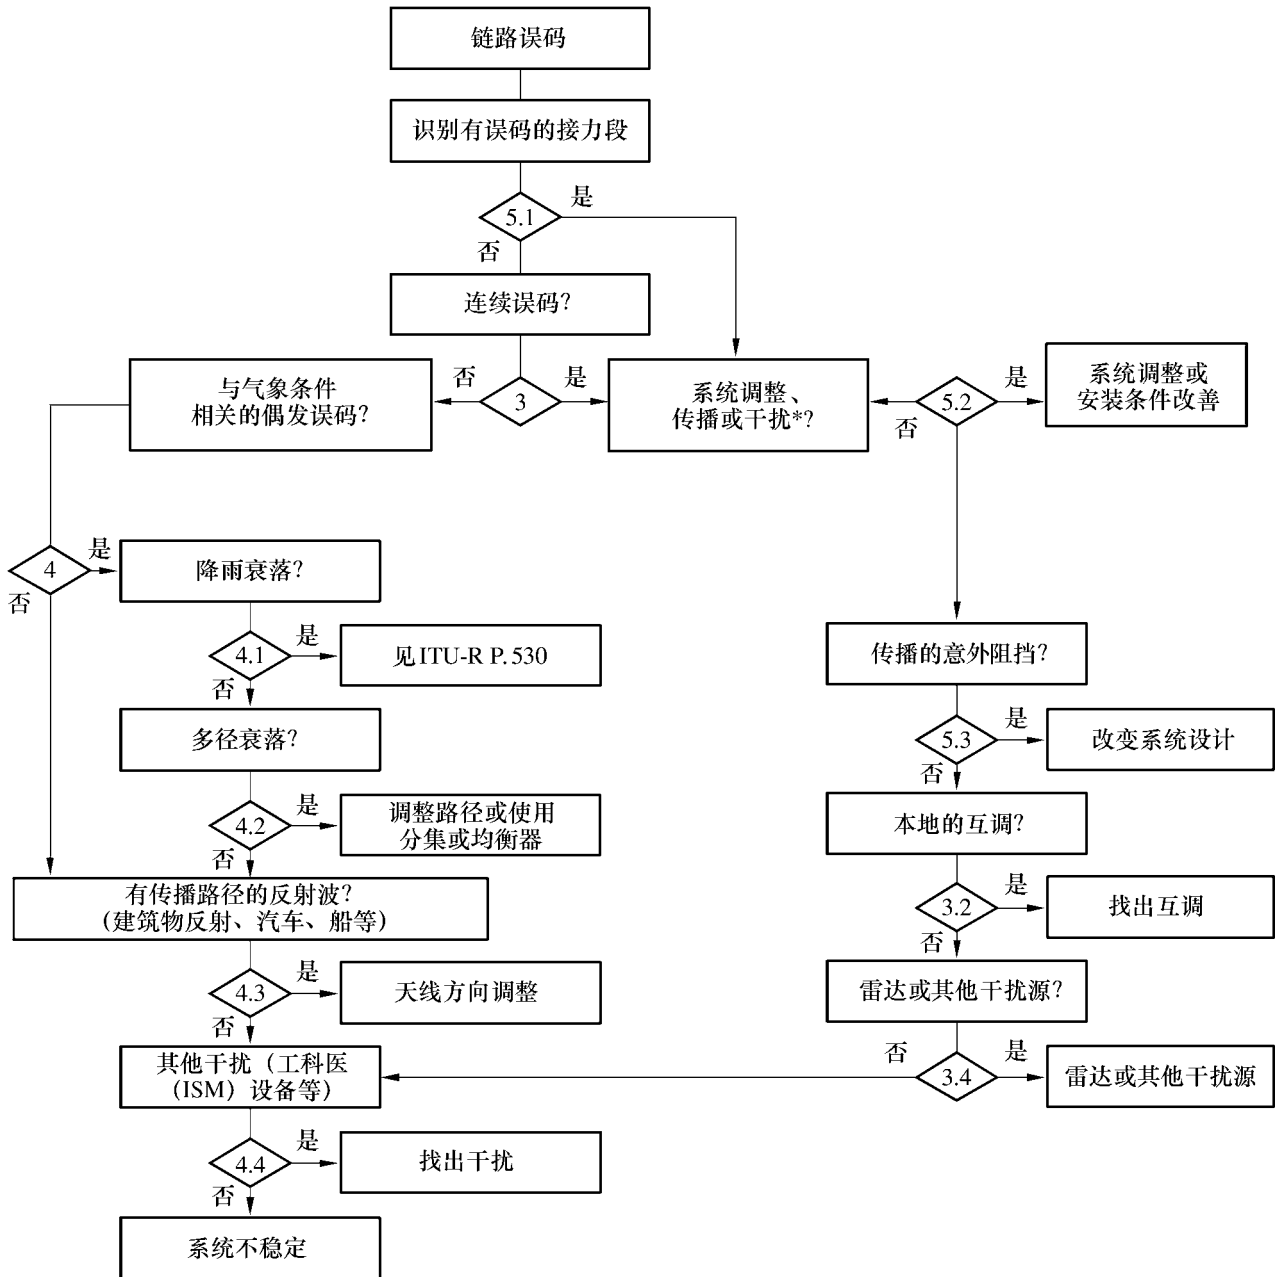 链路误码
识别有误码的接力段
是
5.1
否
连续误码?
与气象条件
相关的偶发误码?
否
3
是
系统调整、
传播或干扰*?
5.2
是
否
系统调整或
安装条件改善
4
是
否
降雨衰落?
4.1
是
否
见ITU-R P.530
多径衰落?
4.2
是
否
调整路径或使用
分集或均衡器
有传播路径的反射波?
(建筑物反射、汽车、船等)
4.3
是
否
天线方向调整
其他干扰(工科医
(ISM)设备等)
4.4
是
否
找出干扰
系统不稳定
传播的意外阻挡?
5.3
是
否
改变系统设计
本地的互调?
3.2
是
否
找出互调
雷达或其他干扰源?
否
3.4
是
雷达或其他干扰源